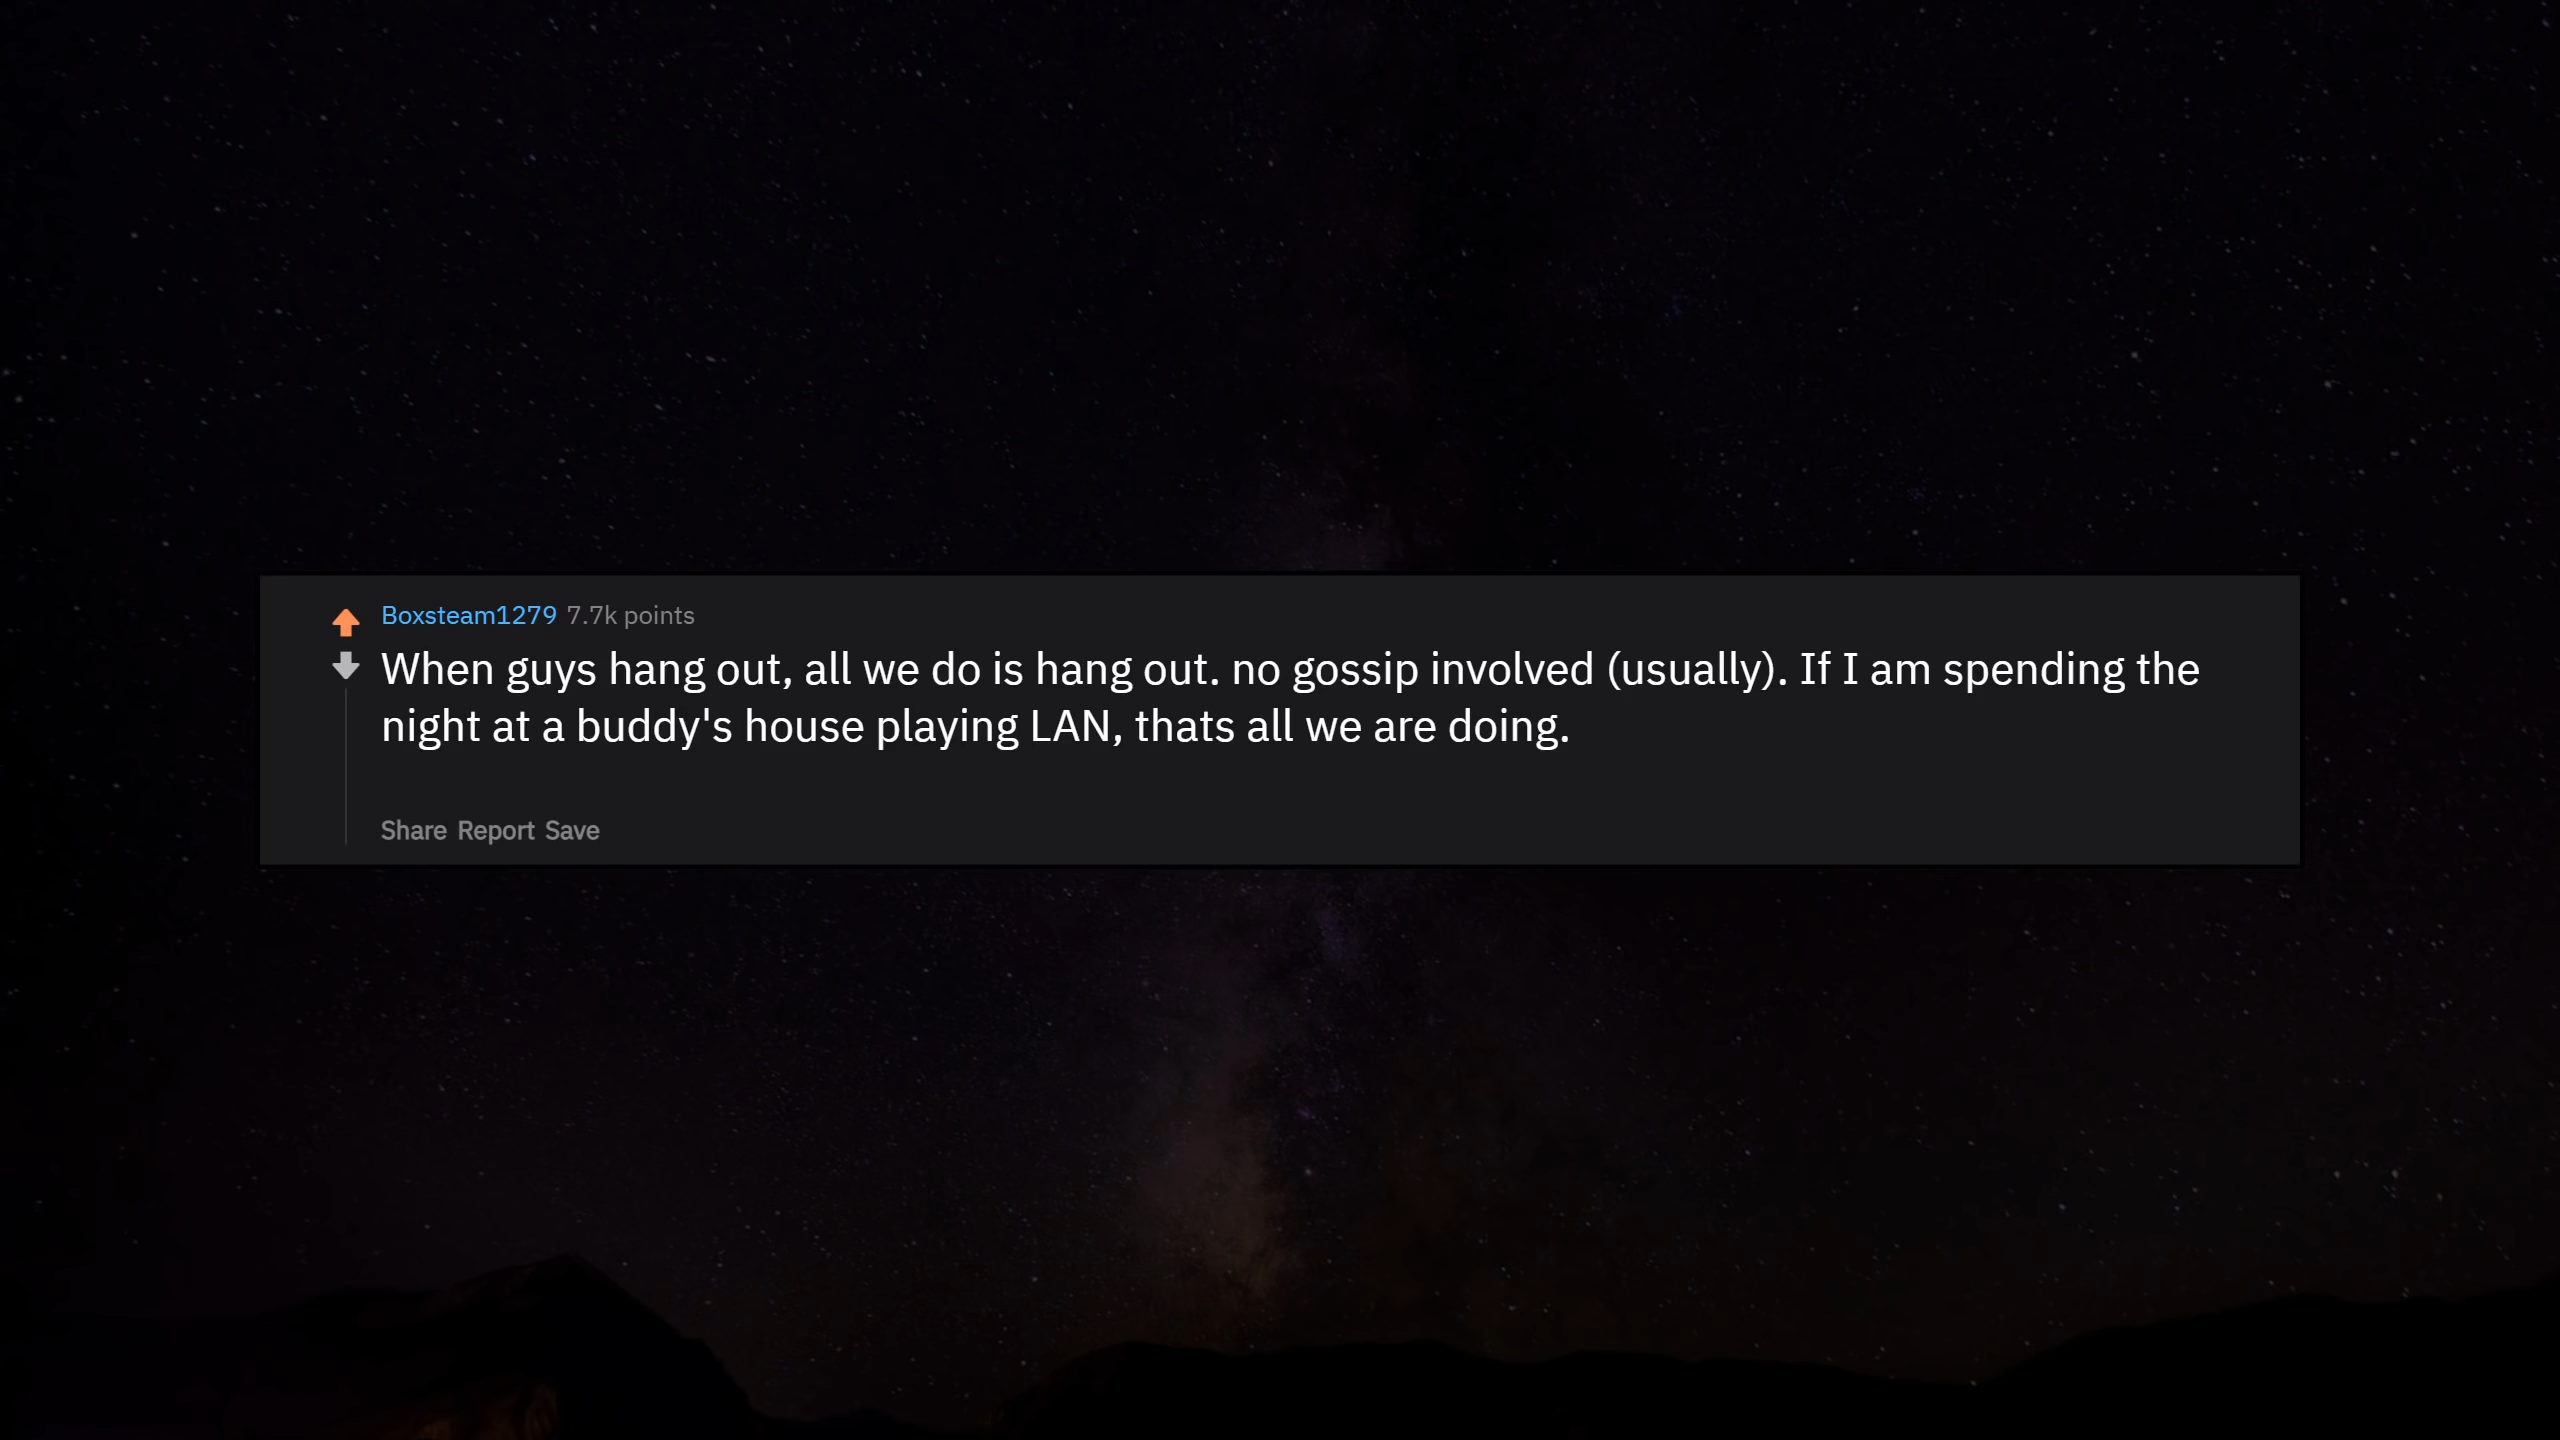 Boxsteam1279 7.7k points
When guys hang out, all we do is hang out. no gossip involved (usually). If I am spending the
night at a buddy's house playing LAN, thats all we are doing.
Share Report Save